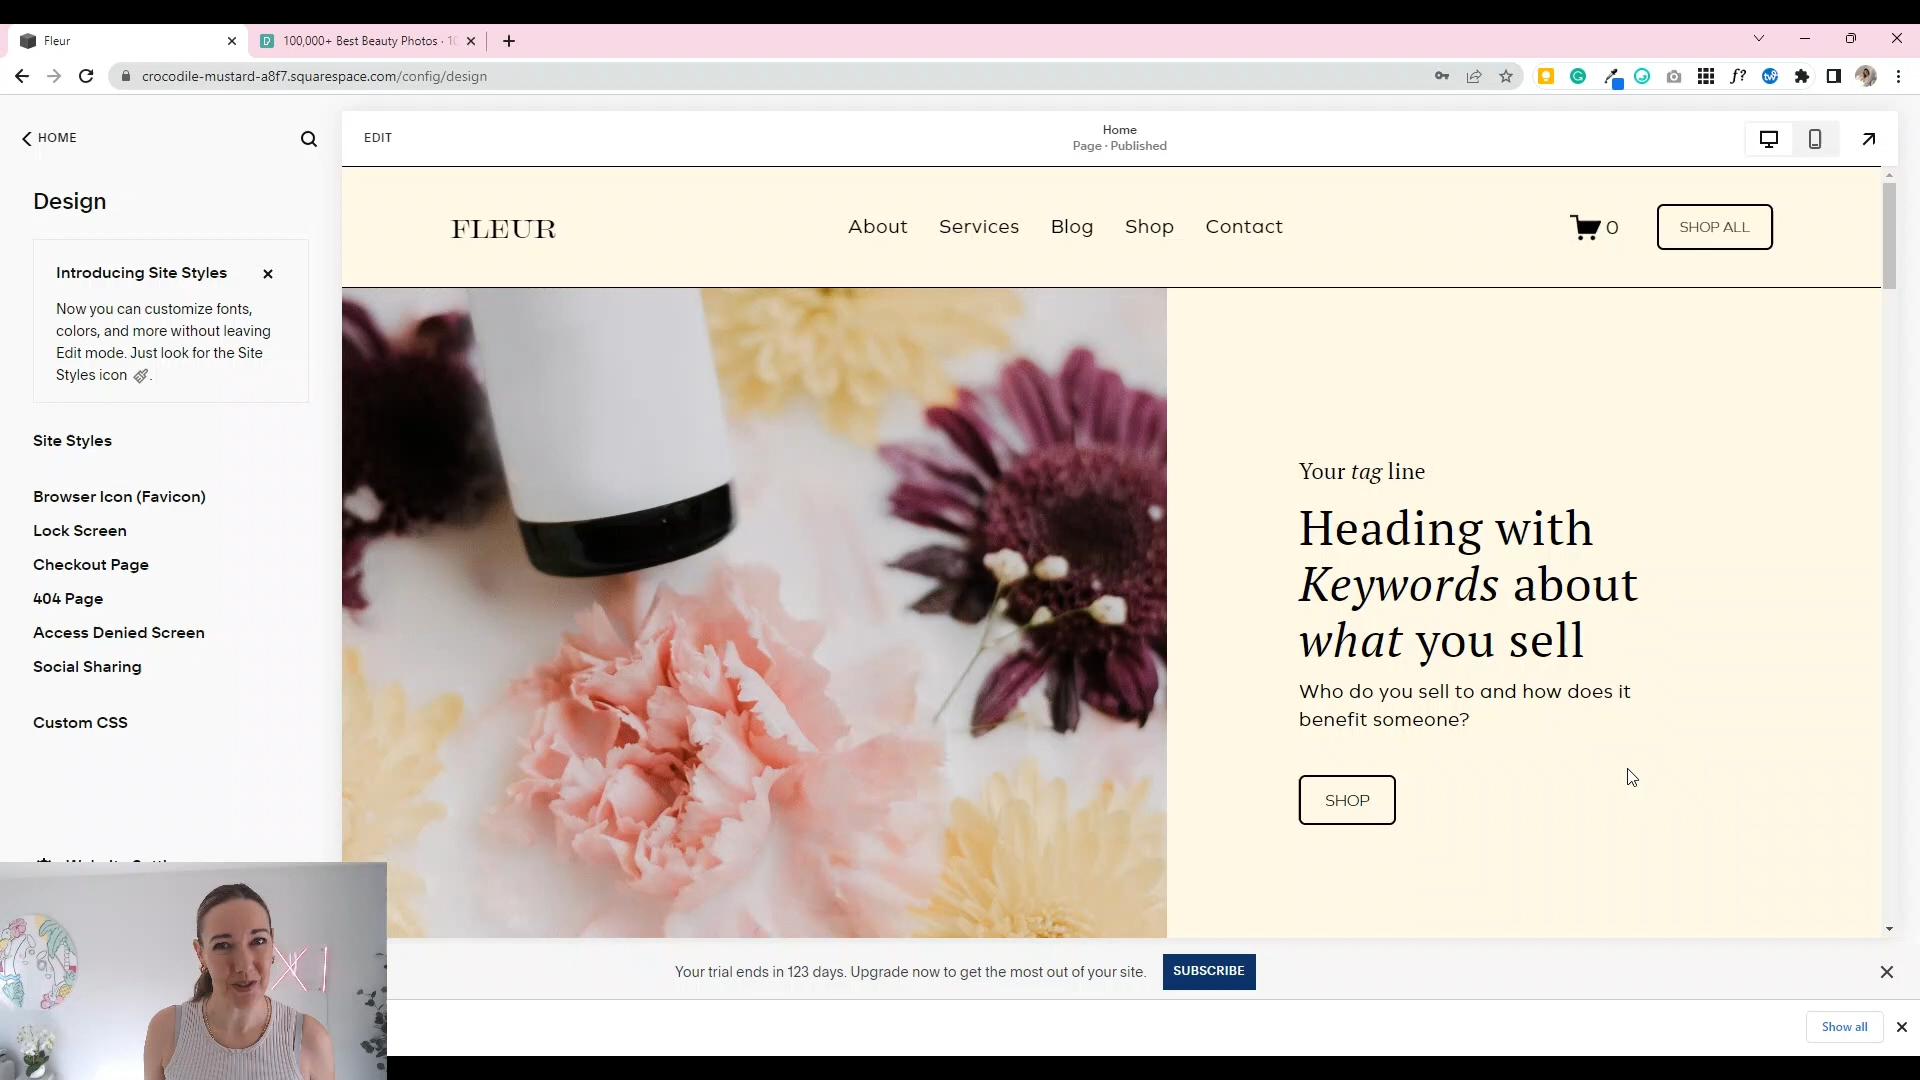 Fleur
100,000+ Best Beauty Photos · 10
crocodile-mustard-a8f7.squarespace.com/config/design
HOME
EDIT
Home
Page · Published
Design
Introducing Site Styles
Now you can customize fonts,
colors, and more without leaving
Edit mode. Just look for the Site
Styles icon
Site Styles
Browser Icon (Favicon)
Lock Screen
Checkout Page
404 Page
Access Denied Screen
Social Sharing
Custom CSS
FLEUR
About
Services
Blog
Shop
Contact
0
SHOP ALL
Your tag line
Heading with
Keywords about
what you sell
Who do you sell to and how does it
benefit someone?
SHOP
Your trial ends in 123 days. Upgrade now to get the most out of your site.
SUBSCRIBE
Show all